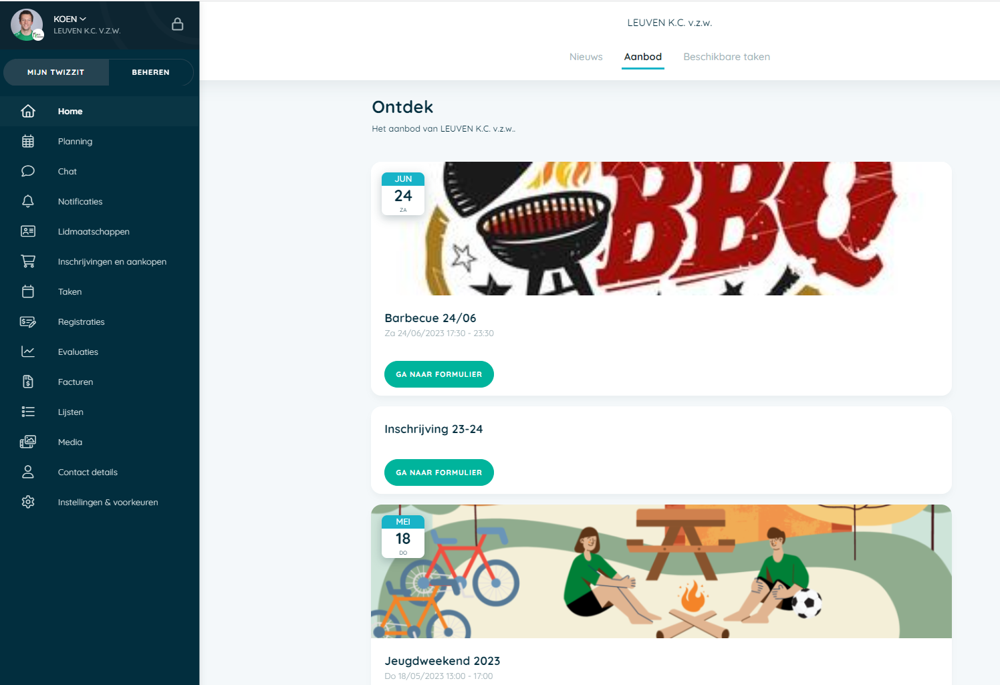 KOEN
LEUVEN K.C. V.Z.W.
MIJN TWIZZIT
BEHEREN
Home
Planning
Chat
Notificaties
Lidmaatschappen
Inschrijvingen en aankopen
Taken
Registraties
Evaluaties
Facturen
Lijsten
Media
Contact details
Instellingen & voorkeuren
LEUVEN K.C. v.z.w.
Nieuws
Aanbod
Beschikbare taken
Ontdek
Het aanbod van LEUVEN K.C. v.z.w..
JUN
24
ZA
BBQ
Barbecue 24/06
Za 24/06/2023 17:30 - 23:30
GA NAAR FORMULIER
Inschrijving 23-24
GA NAAR FORMULIER
MEI
18
DO
Jeugdweekend 2023
Do 18/05/2023 13:00 - 17:00